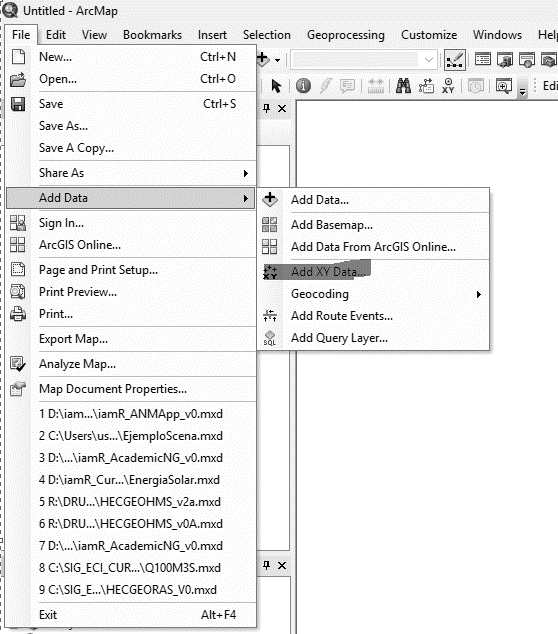 Untitled - ArcMap
File Edit View Bookmarks Insert Selection Geoprocessing Customize Windows Help
New... Ctrl+N
Open... Ctrl+O
Save Ctrl+S
Save As...
Save A Copy...
Share As
Add Data
Sign In...
ArcGIS Online...
Page and Print Setup...
Print Preview...
Print...
Export Map...
Analyze Map...
Map Document Properties...
1 D:\iam...\iamR_ANMApp_v0.mxd
2 C:\Users\us...\EjemploScena.mxd
3 D:\...\iamR_AcademicNG_v0.mxd
4 D:\iamR_Cur...\EnergiaSolar.mxd
5 R:\DRU...\HECGEOHMS_v2a.mxd
6 R:\DRU...\HECGEOHMS_v0A.mxd
7 D:\...\iamR_AcademicNG_v0.mxd
8 C:\SIG_ECI_CUR...\Q100M3S.mxd
9 C:\SIG_E...\HECGEORAS_V0.mxd
Exit Alt+F4
Add Data...
Add Basemap...
Add Data From ArcGIS Online...
Add XY Data...
Geocoding
Add Route Events...
SQL Add Query Layer...
XY
Edi